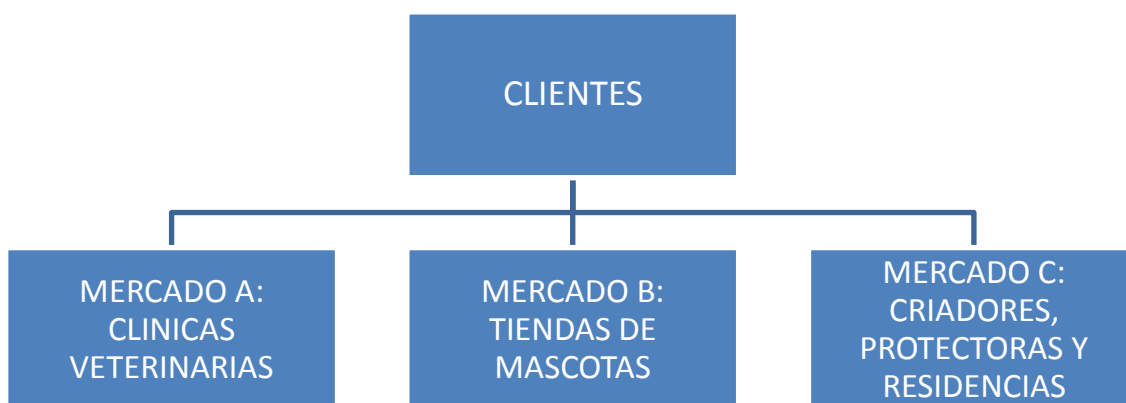 CLIENTES
MERCADO A:
CLINICAS
VETERINARIAS
MERCADO B:
TIENDAS DE
MASCOTAS
MERCADO C:
CRIADORES,
PROTECTORAS Y
RESIDENCIAS